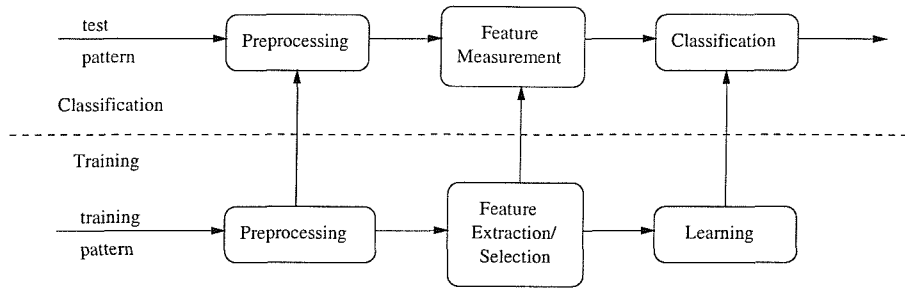 test
pattern
Preprocessing
Feature
Measurement
Classification
Classification
Training
training
pattern
Preprocessing
Feature
Extraction/
Selection
Learning